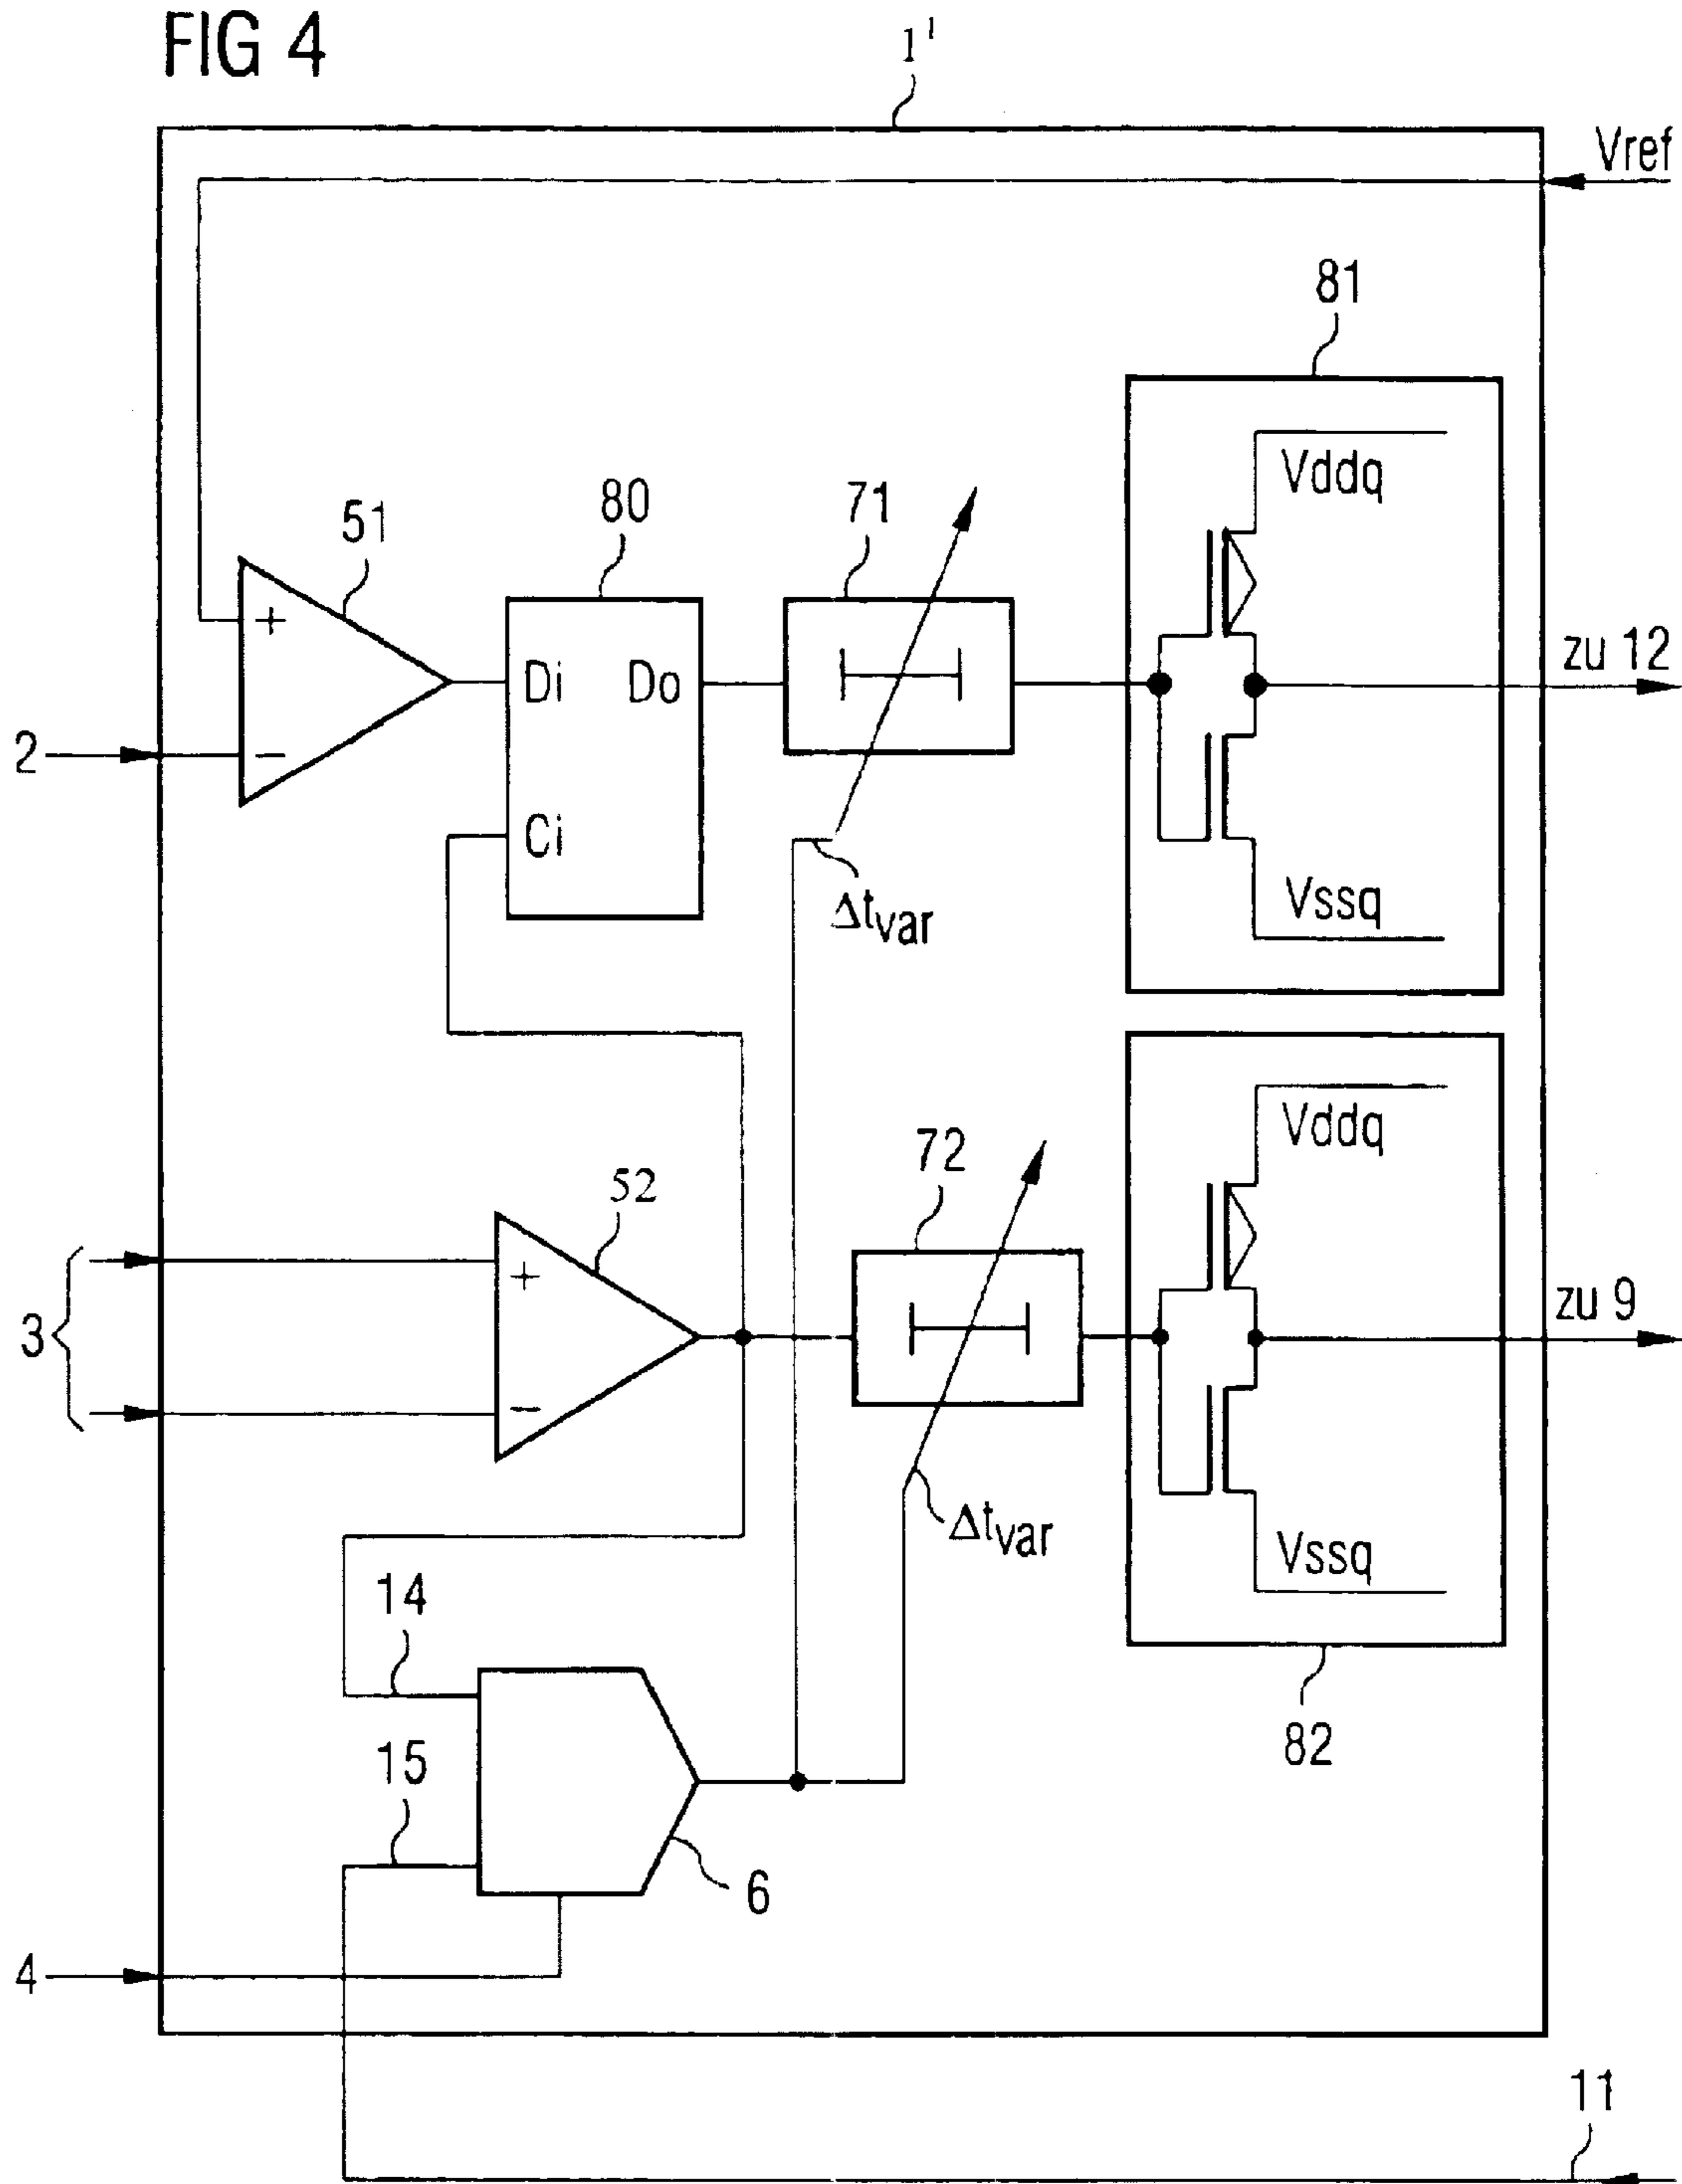 FIG 4
1'
Vref
81
Vddq
51
80
71
+
Di
Do
zu 12
2
−
Ci
Vssq
Δtvar
Vddq
72
52
+
zu 9
3
−
Δtvar
Vssq
14
82
15
6
4
11